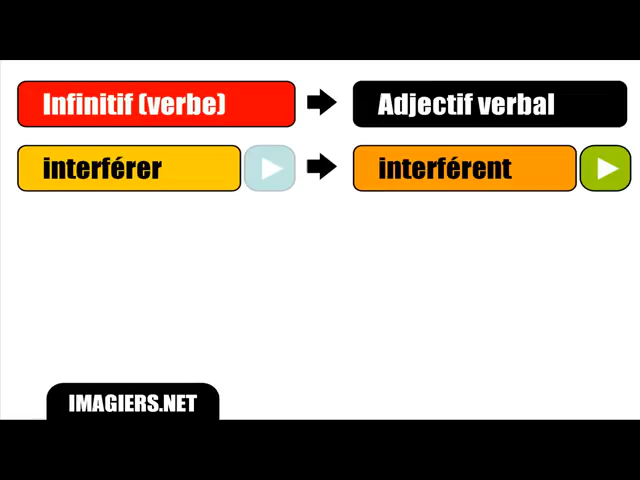 Infinitif (verbe) Adjectif verbal
interférer interférent
IMAGIERS.NET